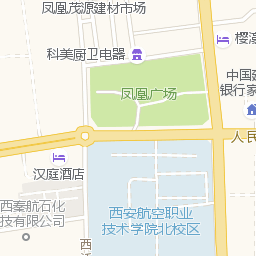 凤凰茂源建材市场
科美厨卫电器
樱
凤凰广场
中国
银行家
人民
汉庭酒店
西安航空职业
技术学院北校区
西秦航石化
技有限公司
西